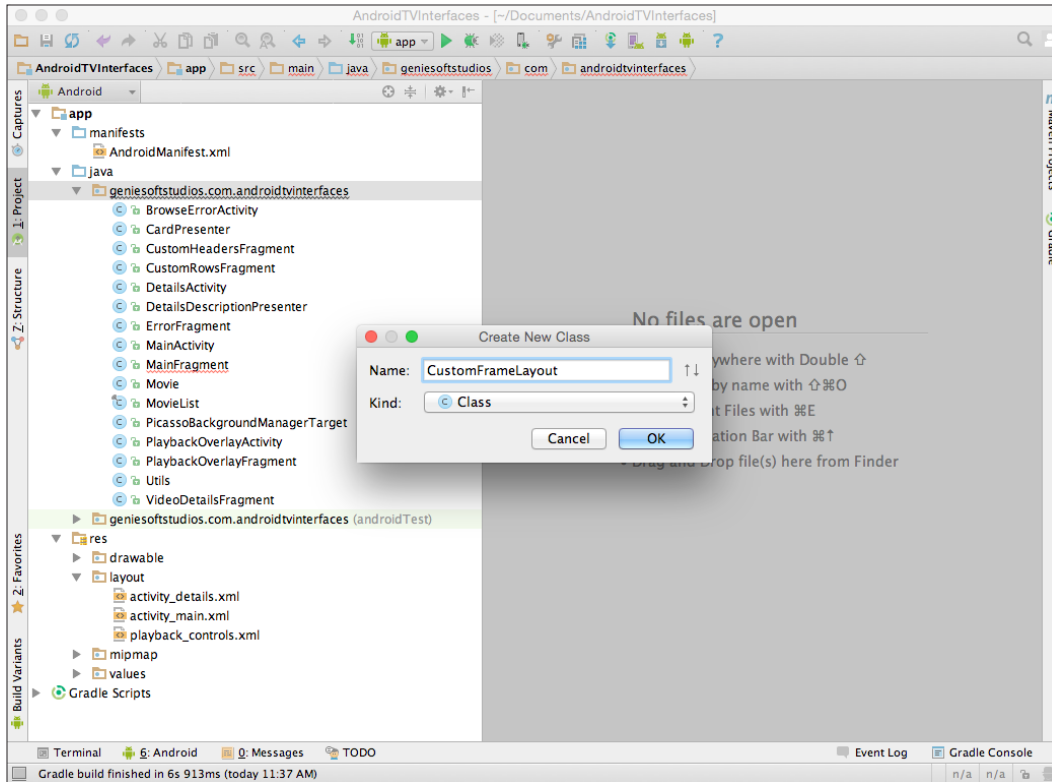 AndroidTVInterfaces - [~/Documents/AndroidTVInterfaces]
app
?
AndroidTVInterfaces app src main java geniesoftstudios com androidtvinterfaces
Android
Captures
1: Project
Z: Structure
2: Favorites
Build Variants
app
manifests
AndroidManifest.xml
java
geniesoftstudios.com.androidtvinterfaces
BrowseErrorActivity
CardPresenter
CustomHeadersFragment
CustomRowsFragment
DetailsActivity
DetailsDescriptionPresenter
ErrorFragment
MainActivity
MainFragment
Movie
MovieList
PicassoBackgroundManagerTarget
PlaybackOverlayActivity
PlaybackOverlayFragment
Utils
VideoDetailsFragment
geniesoftstudios.com.androidtvinterfaces (androidTest)
res
drawable
layout
activity_details.xml
activity_main.xml
playback_controls.xml
mipmap
values
Gradle Scripts
No files are open
ywhere with Double ⇧
by name with ⇧⌘O
t Files with ⌘E
ation Bar with ⌘↑
• Drag and Drop file(s) here from Finder
Create New Class
Name: CustomFrameLayout ↑↓
Kind: C Class
Cancel OK
Maven Projects
Gradle
Terminal 6: Android 0: Messages TODO Event Log Gradle Console
Gradle build finished in 6s 913ms (today 11:37 AM) n/a n/a